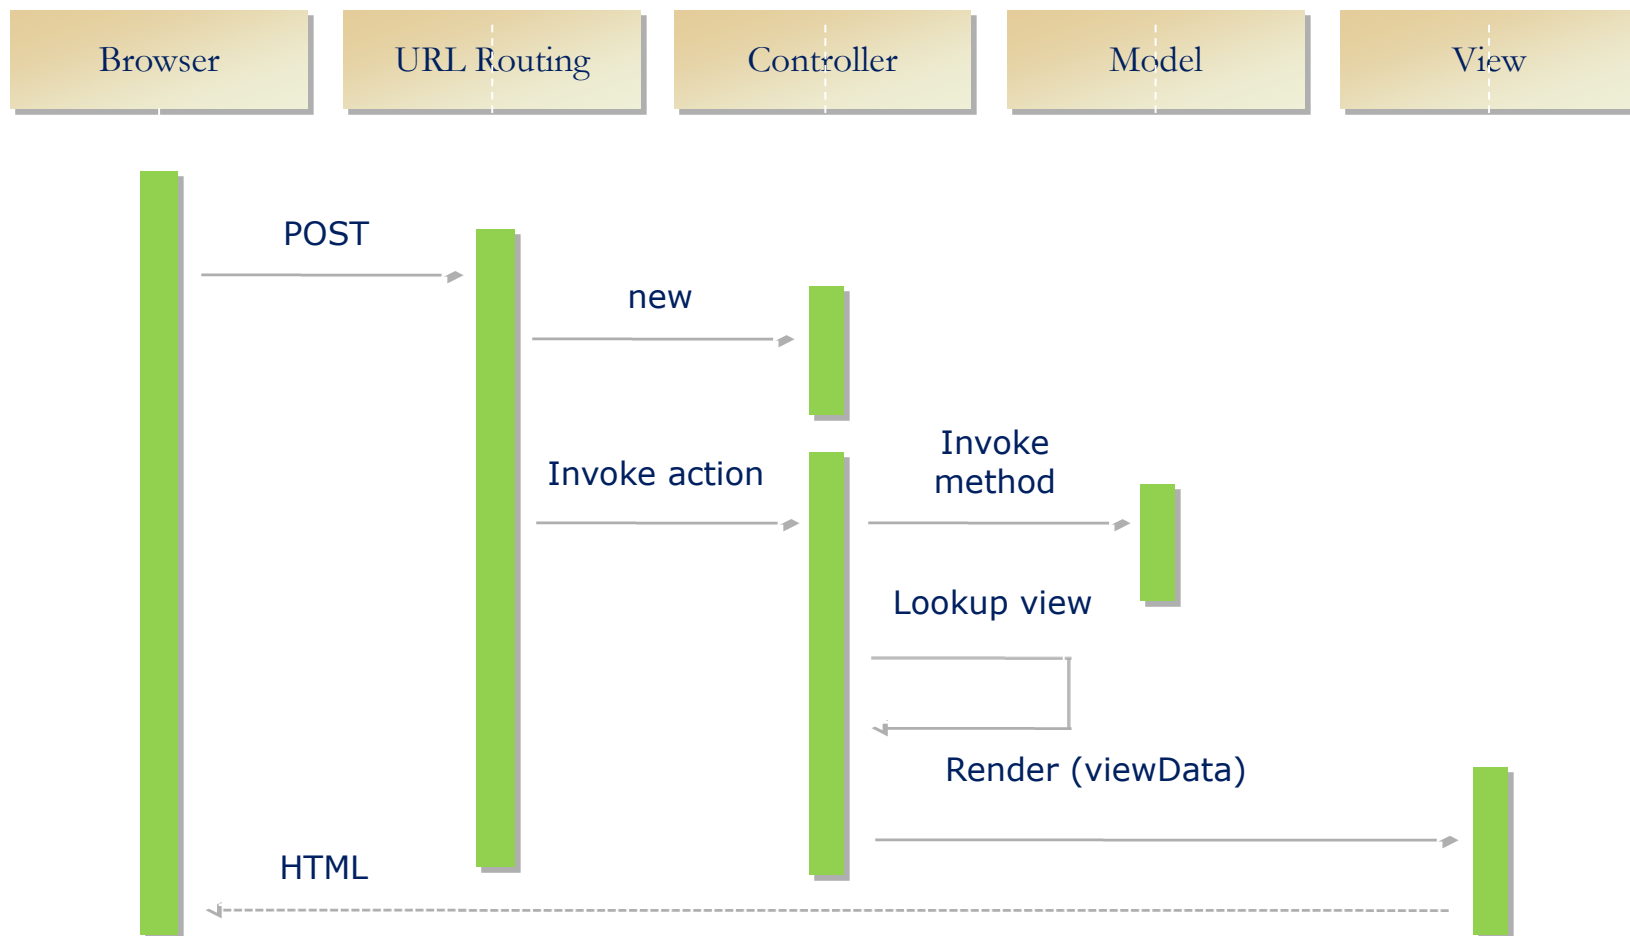 Browser
URL Routing
Controller
Model
View
POST
new
Invoke action
Invoke
method
Lookup view
Render (viewData)
HTML